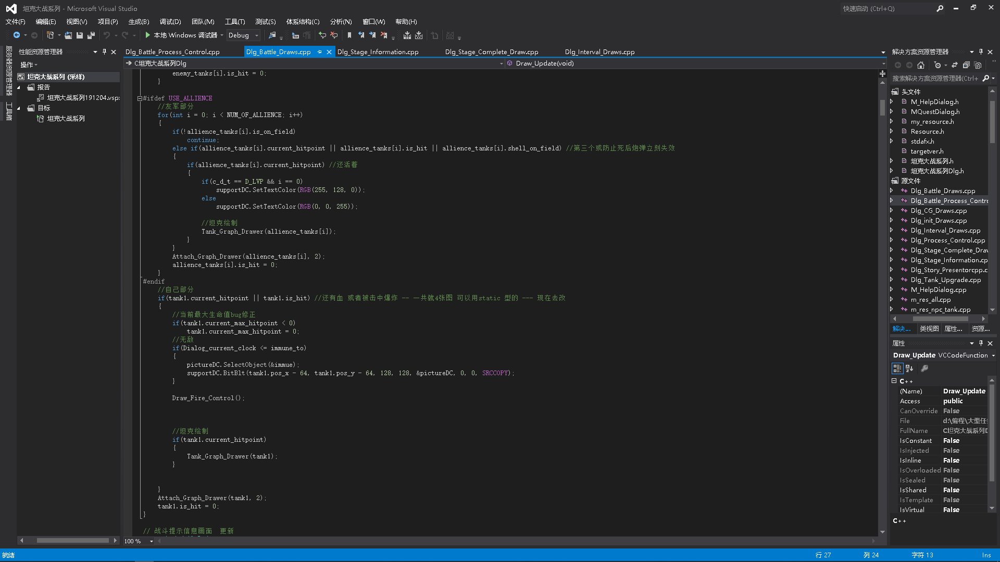 坦克大战系列 - Microsoft Visual Studio
快速启动 (Ctrl+Q)
文件(F) 编辑(E) 视图(V) 项目(P) 生成(B) 调试(D) 团队(M) 工具(T) 测试(S) 体系结构(C) 分析(N) 窗口(W) 帮助(H)
本地 Windows 调试器 Debug
服务器资源管理器
工具箱
性能资源管理器
操作
坦克大战系列 (采样)
报告
坦克大战系列191204.vsp
目标
坦克大战系列
Dlg_Battle_Process_Control.cpp Dlg_Battle_Draws.cpp Dlg_Stage_Information.cpp Dlg_Stage_Complete_Draw.cpp Dlg_Interval_Draws.cpp
C坦克大战系列Dlg Draw_Update(void)
enemy_tanks[i].is_hit = 0;
}
#ifdef USE_ALLIENCE
//友军部分
for(int i = 0; i < NUM_OF_ALLIENCE; i++)
{
if(!allience_tanks[i].is_on_field)
continue;
else if(allience_tanks[i].current_hitpoint || allience_tanks[i].is_hit || allience_tanks[i].shell_on_field) //第三个或防止死后炮弹立刻失效
{
if(allience_tanks[i].current_hitpoint) //还活着
{
if(c_d_t == D_LVP && i == 0)
supportDC.SetTextColor(RGB(255, 128, 0));
else
supportDC.SetTextColor(RGB(0, 0, 255));
//坦克绘制
Tank_Graph_Drawer(allience_tanks[i]);
}
}
Attach_Graph_Drawer(allience_tanks[i], 2);
allience_tanks[i].is_hit = 0;
}
#endif
//自己部分
if(tank1.current_hitpoint || tank1.is_hit) //还有血 或者被击中爆炸 -- 一共就4张图 可以用static 型的 --- 现在去改
{
//当前最大生命值bug修正
if(tank1.current_max_hitpoint < 0)
tank1.current_max_hitpoint = 0;
//无敌
if(Dialog_current_clock <= immune_to)
{
pictureDC.SelectObject(&immue);
supportDC.BitBlt(tank1.pos_x - 64, tank1.pos_y - 64, 128, 128, &pictureDC, 0, 0, SRCCOPY);
}
Draw_Fire_Control();
//坦克绘制
if(tank1.current_hitpoint)
{
Tank_Graph_Drawer(tank1);
}
}
Attach_Graph_Drawer(tank1, 2);
tank1.is_hit = 0;
}
// 战斗提示信息画面 更新
100 %
解决方案资源管理器
搜索解决方案资源管理器(Ctrl+
头文件
M_HelpDialog.h
MQuestDialog.h
my_resource.h
Resource.h
stdafx.h
targetver.h
坦克大战系列.h
坦克大战系列Dlg.h
源文件
Dlg_Battle_Draws.cpp
Dlg_Battle_Process_Contro
Dlg_CG_Draws.cpp
Dlg_init_Draws.cpp
Dlg_Interval_Draws.cpp
Dlg_Process_Control.cpp
Dlg_Stage_Complete_Drav
Dlg_Stage_Information.cp
Dlg_Story_Presentorcpp.c
Dlg_Tank_Upgrade.cpp
M_HelpDialog.cpp
m_res_all.cpp
m_res_npc_tank.cpp
解决... 类视图 属性... 资源...
属性
Draw_Update VCCodeFunction
C++
(Name) Draw_Update
Access public
CanOverride False
File d:\编程\大型任
FullName C坦克大战系列D
IsConstant False
IsInjected False
IsInline False
IsOverloaded False
IsSealed False
IsShared False
IsTemplate False
IsVirtual False
C++
就绪 行 27 列 24 字符 13 Ins